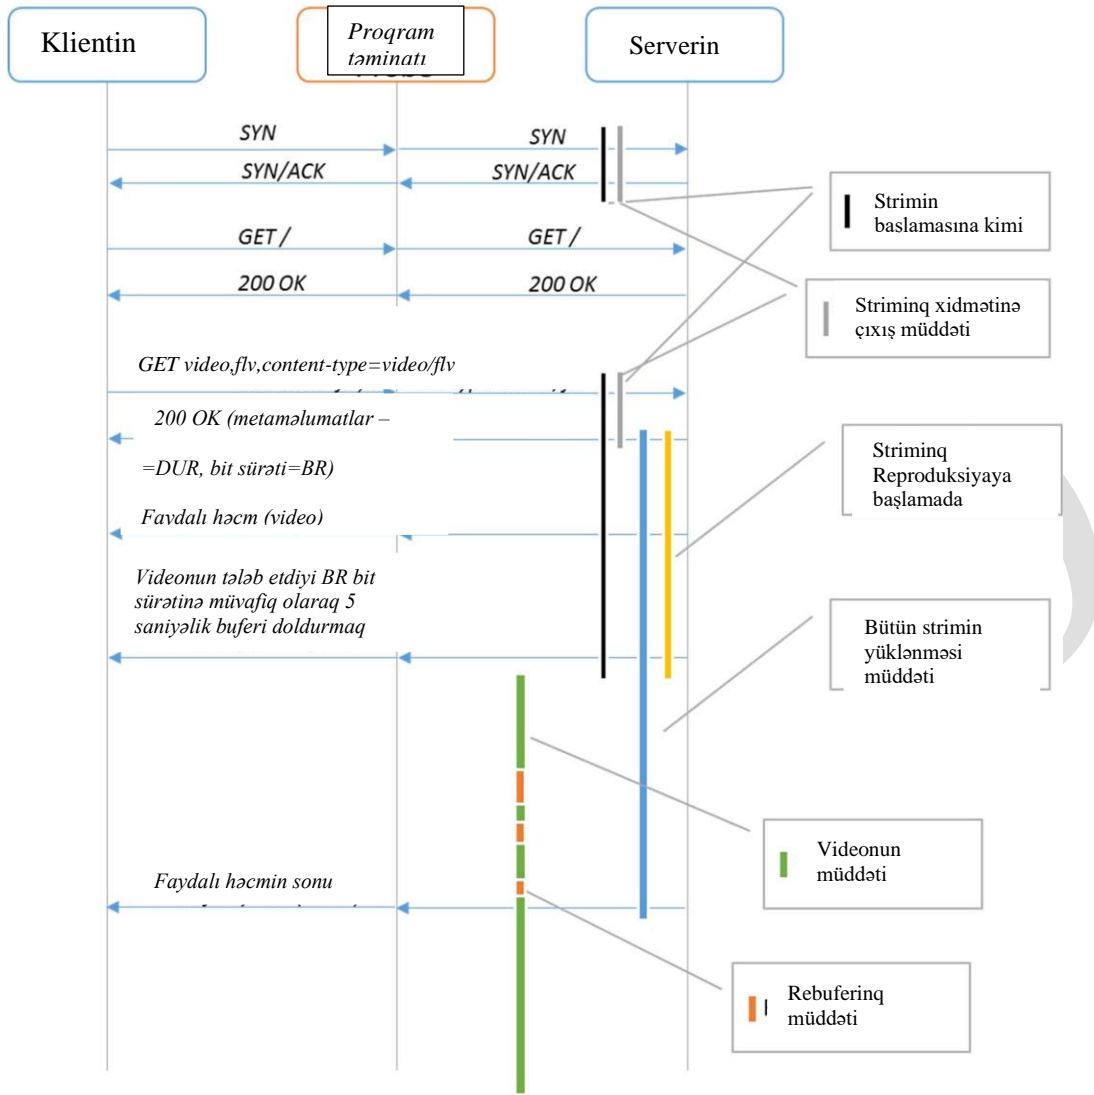 Klientin
Proqram
təminatı
Serverin
SYN
SYN
SYN/ACK
SYN/ACK
GET /
GET /
200 OK
200 OK
GET video,flv,content-type=video/flv
200 OK (metaməlumatlar –
=DUR, bit sürəti=BR)
Faydalı həcm (video)
Videonun tələb etdiyi BR bit
sürətinə müvafiq olaraq 5
saniyəlik buferi doldurmaq
Faydalı həcmin sonu
Strimin
baslamasına kimi
Striminq xidmətinə
çıxış müddəti
Striminq
Reproduksiyaya
başlamada
Bütün strimin
yüklənməsi
müddəti
Videonun
müddəti
Rebuferinq
müddəti